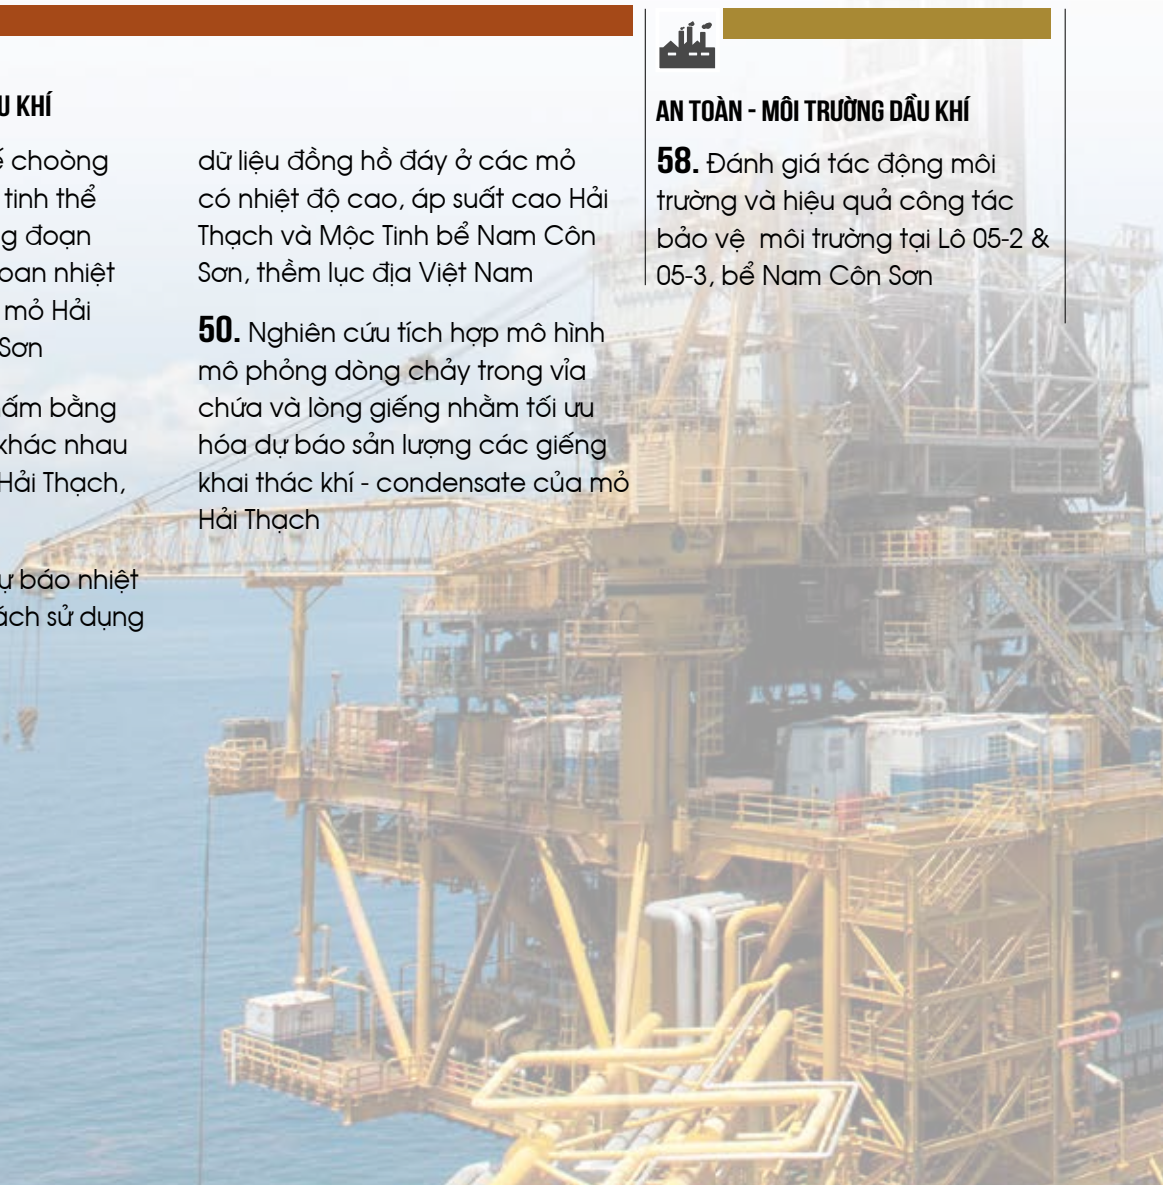 U KHÍ
choòng
tinh thể
g đoạn
oan nhiệt
mỏ Hải
Sơn
ấm bằng
khác nhau
Hải Thạch,
ự báo nhiệt
ách sử dụng
dữ liệu đồng hồ đáy ở các mỏ
có nhiệt độ cao, áp suất cao Hải
Thạch và Mộc Tinh bể Nam Côn
Sơn, thềm lục địa Việt Nam
50. Nghiên cứu tích hợp mô hình
mô phỏng dòng chảy trong vỉa
chứa và lòng giếng nhằm tối ưu
hóa dự báo sản lượng các giếng
khai thác khí - condensate của mỏ
Hải Thạch
AN TOÀN - MÔI TRƯỜNG DẦU KHÍ
58. Đánh giá tác động môi
trường và hiệu quả công tác
bảo vệ môi trường tại Lô 05-2 &
05-3, bể Nam Côn Sơn